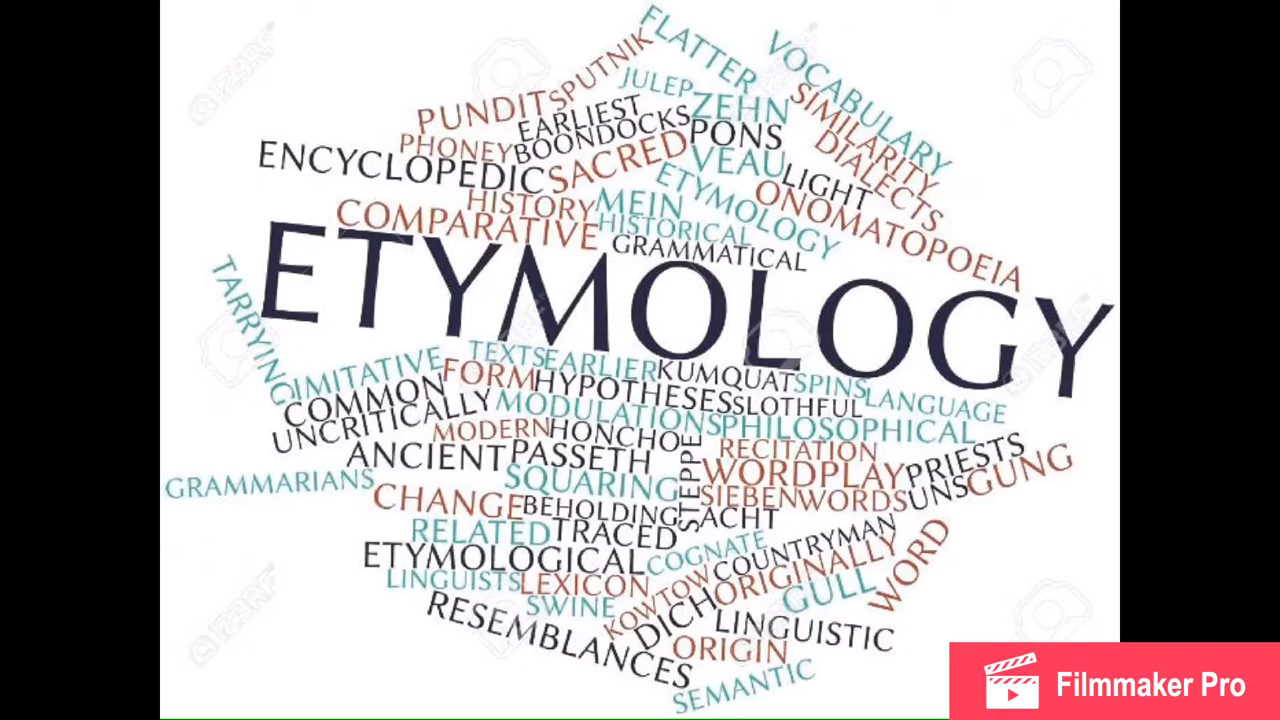 FLATTER
VOCABULARY
SPUTNIK
JULEP
ZEHN
SIMILARITY
PUNDITS
EARLIEST
BOONDOCKS
PONS
DIALECTS
PHONEY
ENCYCLOPEDIC
SACRED
VEAU
LIGHT
ETYMOLOGY
ONOMATOPOEIA
HISTORY
MEIN
COMPARATIVE
HISTORICAL
GRAMMATICAL
ETYMOLOGY
TARRYING
IMITATIVE
TEXTS
EARLIER
KUMQUAT
SPINS
LANGUAGE
FORM
HYPOTHESES
SLOTHFUL
COMMON
UNCRITICALLY
MODULATIONS
PHILOSOPHICAL
MODERN
HONCHO
RECITATION
ANCIENT
PASSETH
STEPPE
WORDPLAY
PRIESTS
GUNG
GRAMMARIANS
SQUARING
SIEBEN
WORDS
UNS
CHANGE
BEHOLDING
ACHT
RELATED
TRACED
COUNTRYMAN
WORD
ETYMOLOGICAL
COGNATE
ORIGINALLY
LINGUISTS
LEXICON
KOWTOW
GULL
SWINE
DICH
RESEMBLANCES
LINGUISTIC
ORIGIN
SEMANTIC
123RF
Filmmaker Pro